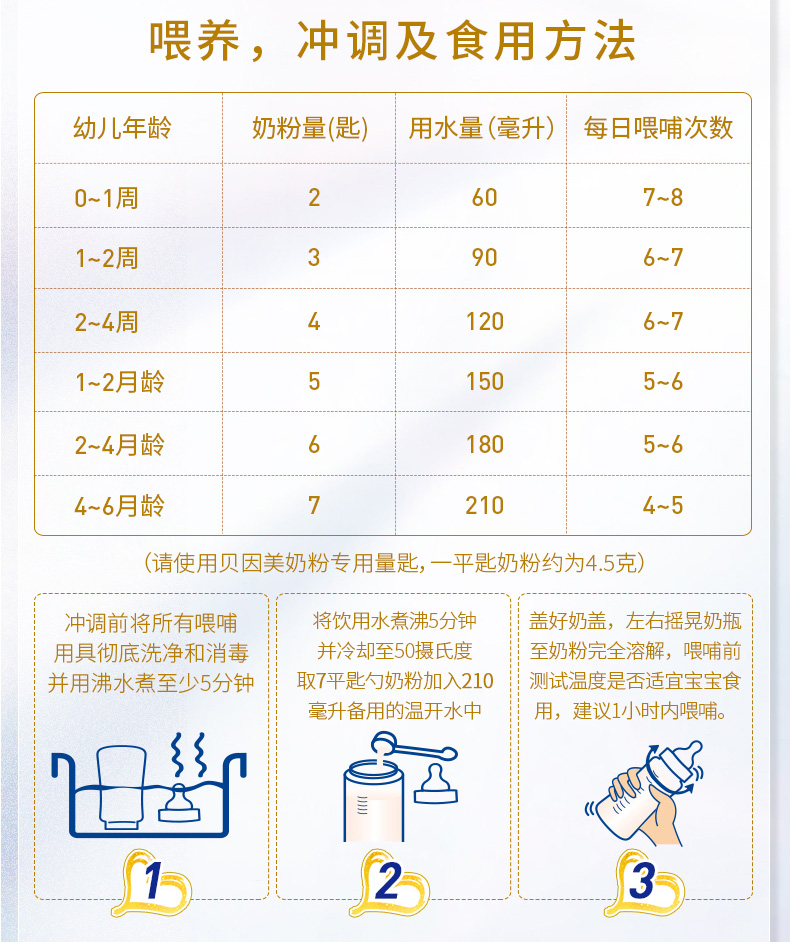 喂养，冲调及食用方法
幼儿年龄 奶粉量(匙) 用水量（毫升） 每日喂哺次数
0~1周 2 60 7~8
1~2周 3 90 6~7
2~4周 4 120 6~7
1~2月龄 5 150 5~6
2~4月龄 6 180 5~6
4~6月龄 7 210 4~5
（请使用贝因美奶粉专用量匙，一平匙奶粉约为4.5克）
冲调前将所有喂哺
用具彻底洗净和消毒
并用沸水煮至少5分钟
1
将饮用水煮沸5分钟
并冷却至50摄氏度
取7平匙勺奶粉加入210
毫升备用的温开水中
2
盖好奶盖，左右摇晃奶瓶
至奶粉完全溶解，喂哺前
测试温度是否适宜宝宝食
用，建议1小时内喂哺。
3